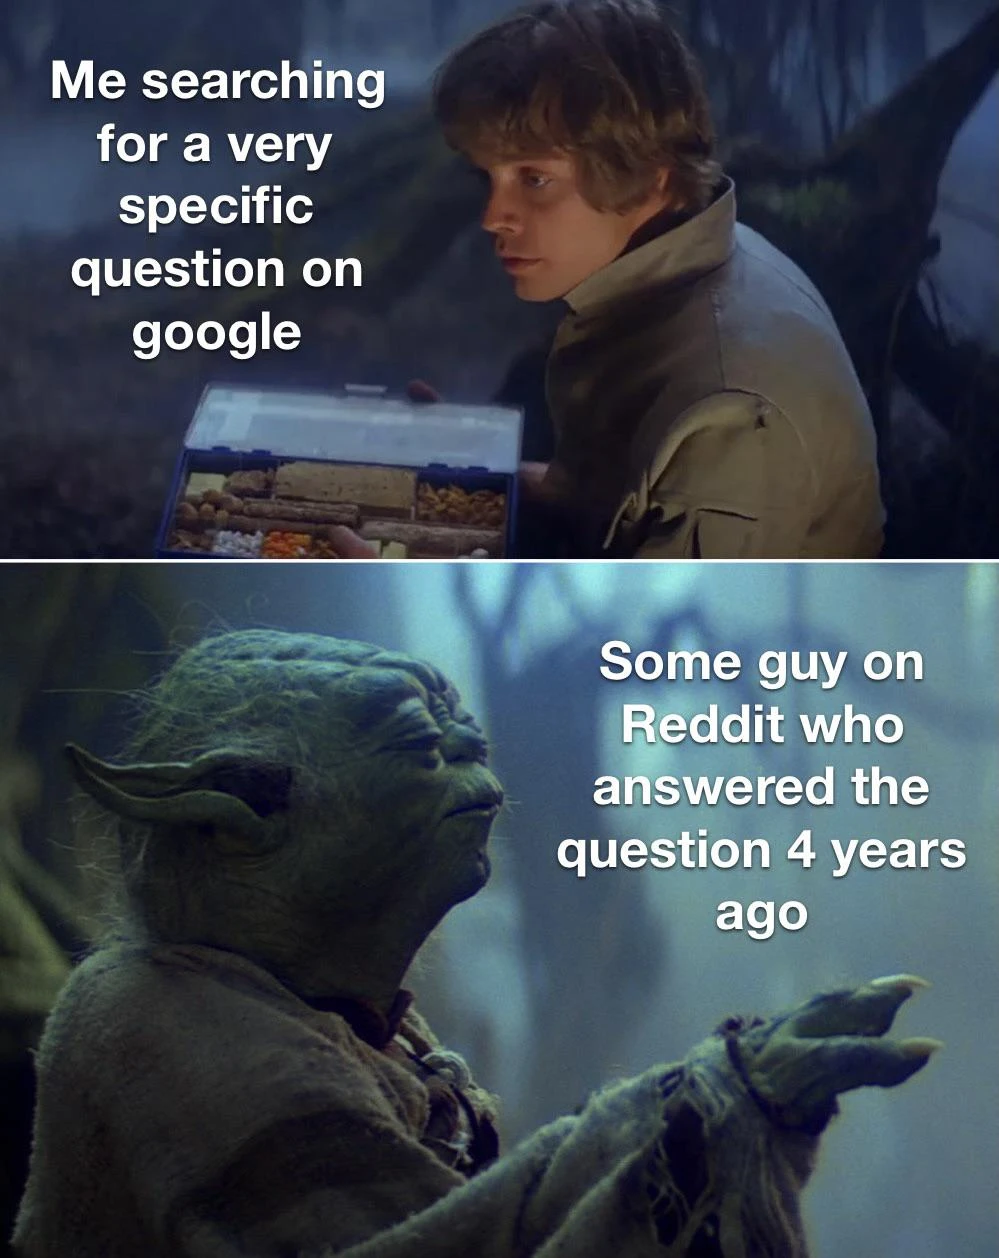 Me searching
for a very
specific
question on
google
Some guy on
Reddit who
answered the
question 4 years
ago